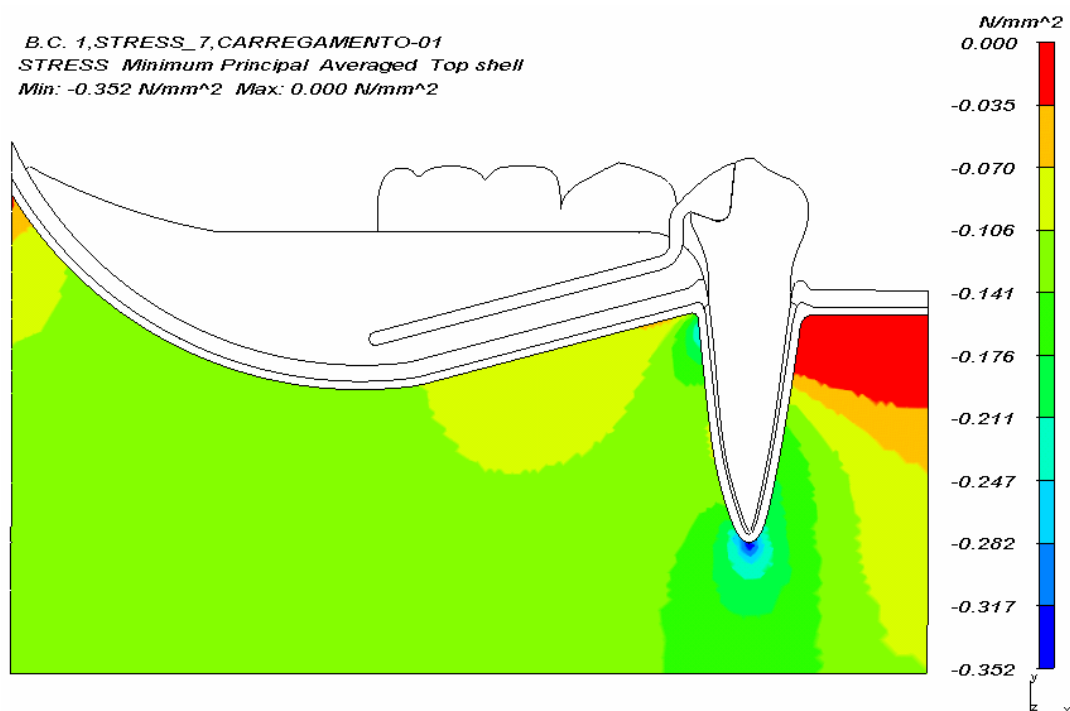 B.C. 1,STRESS_7,CARREGAMENTO-01
STRESS Minimum Principal Averaged Top shell
Min: -0.352 N/mm^2 Max: 0.000 N/mm^2
N/mm^2
0.000
-0.035
-0.070
-0.106
-0.141
-0.176
-0.211
-0.247
-0.282
-0.317
-0.352
y
z x